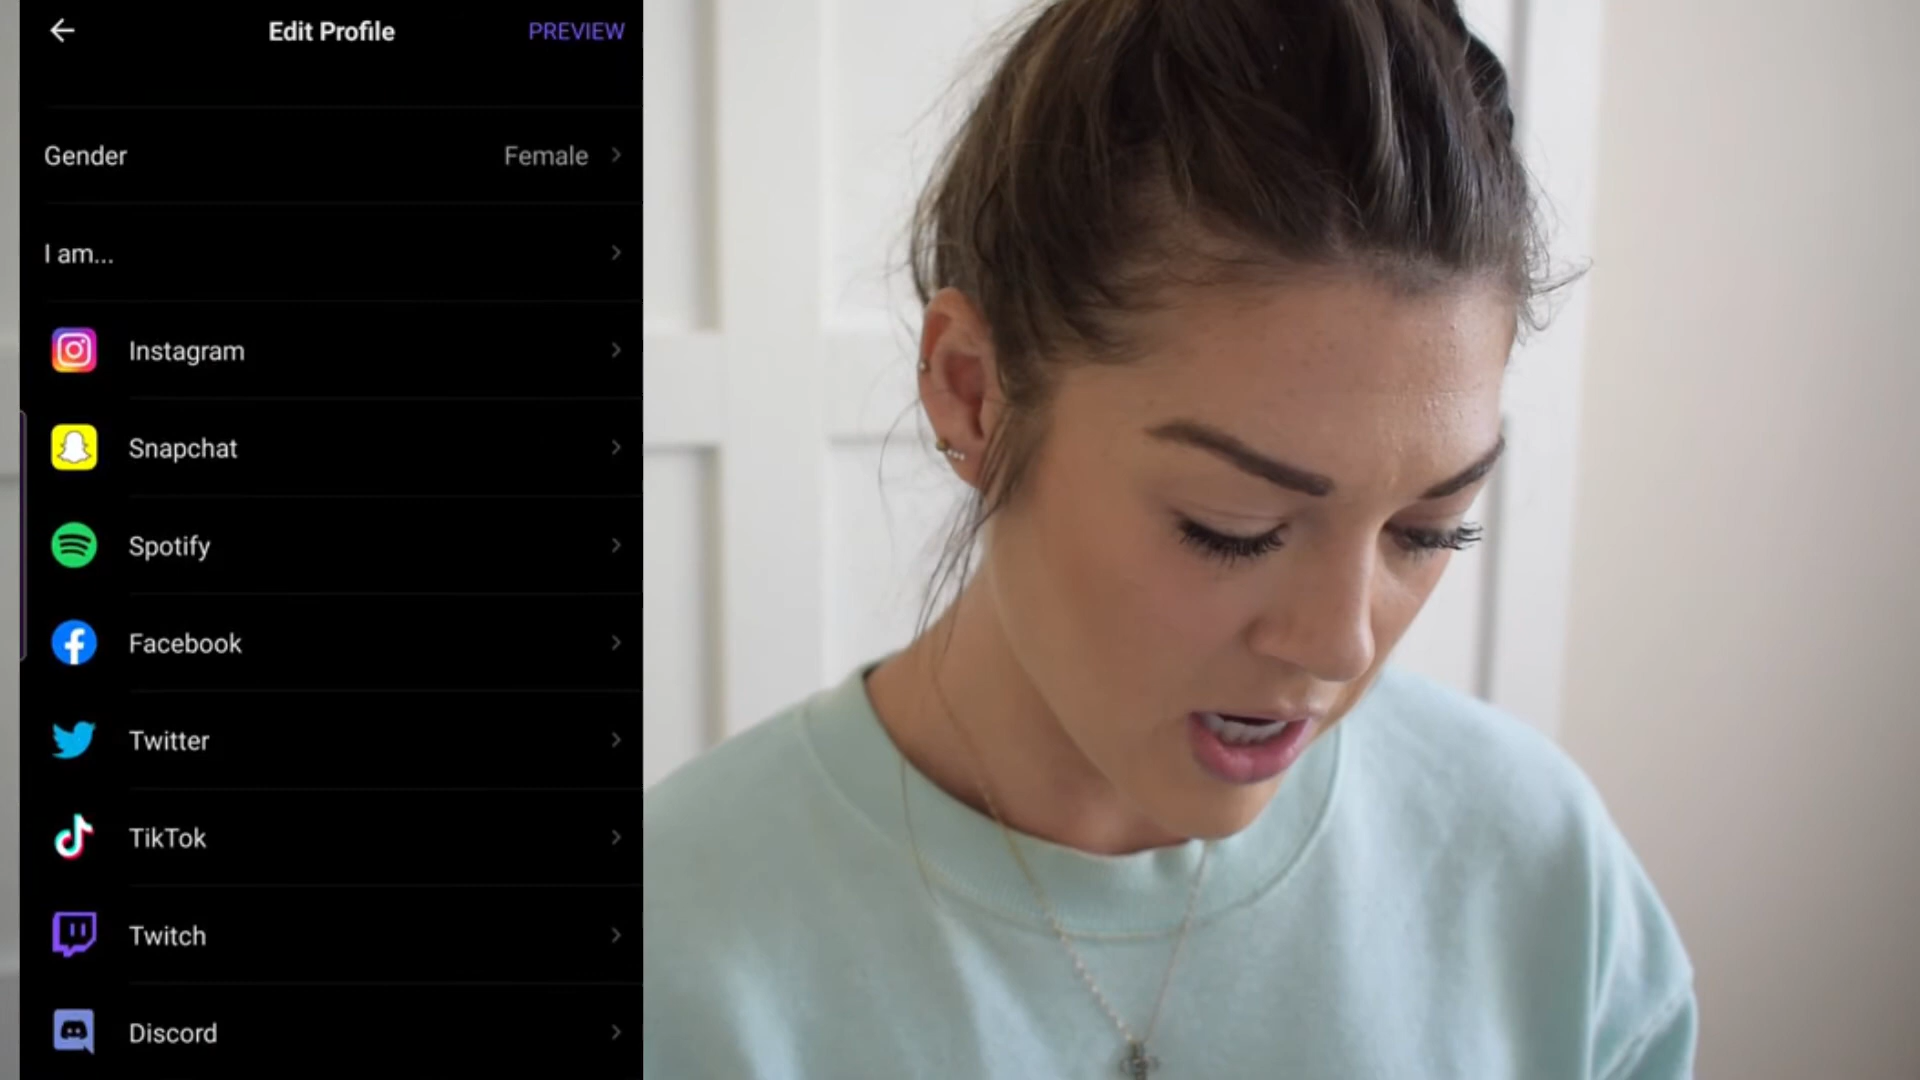 Edit Profile
PREVIEW
Gender
Female
I am...
Instagram
Snapchat
Spotify
Facebook
Twitter
TikTok
Twitch
Discord